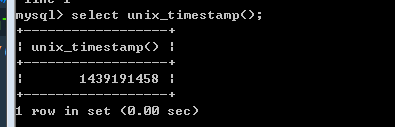 mysql> select unix_timestamp();
+------------------+
| unix_timestamp() |
+------------------+
|       1439191458 |
+------------------+
1 row in set (0.00 sec)